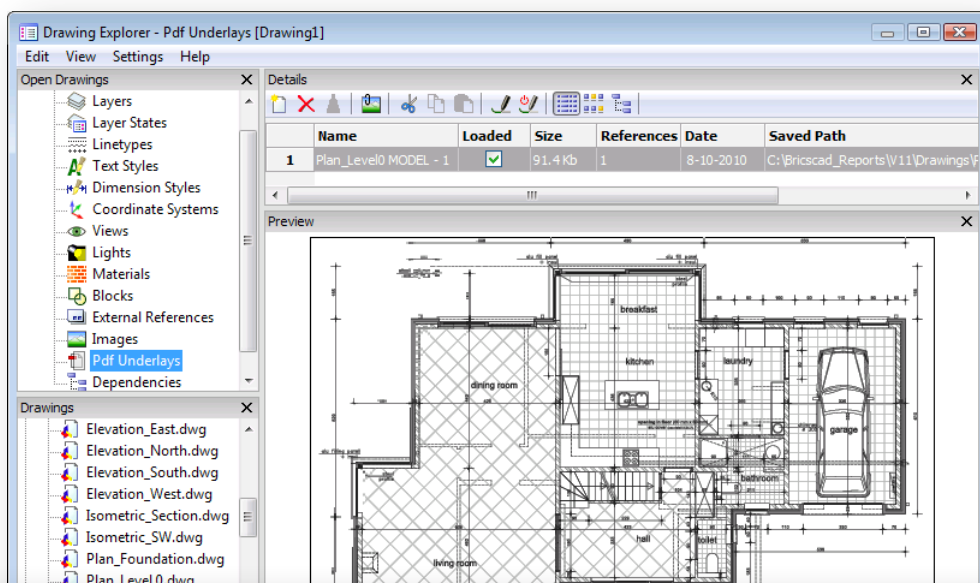 Drawing Explorer - Pdf Underlays [Drawing1]
Edit View Settings Help
Open Drawings
Layers
Layer States
Linetypes
Text Styles
Dimension Styles
Coordinate Systems
Views
Lights
Materials
Blocks
External References
Images
Pdf Underlays
Dependencies
Drawings
Elevation_East.dwg
Elevation_North.dwg
Elevation_South.dwg
Elevation_West.dwg
Isometric_Section.dwg
Isometric_SW.dwg
Plan_Foundation.dwg
Plan_Level0.dwg
Details
Name Loaded Size References Date Saved Path
1 Plan_Level0 MODEL - 1 91.4 Kb 1 8-10-2010 C:\Bricscad_Reports\V11\Drawings\P
Preview
breakfast
kitchen
laundry
dining room
garage
bathroom
hall
toilet
living room